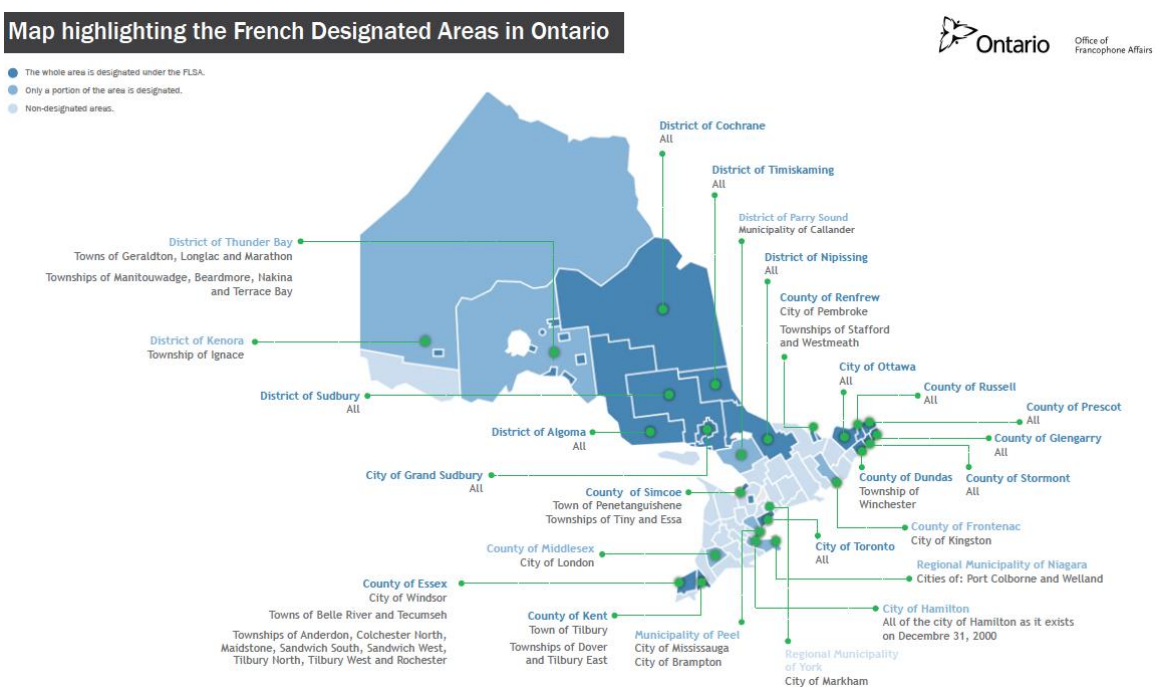 Map highlighting the French Designated Areas in Ontario
Ontario
Office of
Francophone Affairs
The whole area is designated under the FLSA.
Only a portion of the area is designated.
Non-designated areas.
District of Cochrane
All
District of Timiskaming
All
District of Parry Sound
Municipality of Callander
District of Nipissing
All
County of Renfrew
City of Pembroke
Townships of Stafford
and Westmeath
City of Ottawa
All
County of Russell
All
County of Prescot
All
County of Glengarry
All
County of Stormont
All
County of Dundas
Township of
Winchester
County of Frontenac
City of Kingston
City of Toronto
All
Regional Municipality of Niagara
Cities of: Port Colborne and Welland
City of Hamilton
All of the city of Hamilton as it exists
on Decembre 31, 2000
Regional Municipality
of York
City of Markham
Municipality of Peel
City of Mississauga
City of Brampton
District of Thunder Bay
Towns of Geraldton, Longlac and Marathon
Townships of Manitouwadge, Beardmore, Nakina
and Terrace Bay
District of Kenora
Township of Ignace
District of Sudbury
All
District of Algoma
All
City of Grand Sudbury
All
County of Simcoe
Town of Penetanguishene
Townships of Tiny and Essa
County of Middlesex
City of London
County of Essex
City of Windsor
Towns of Belle River and Tecumseh
Townships of Anderdon, Colchester North,
Maidstone, Sandwich South, Sandwich West,
Tilbury North, Tilbury West and Rochester
County of Kent
Town of Tilbury
Townships of Dover
and Tilbury East